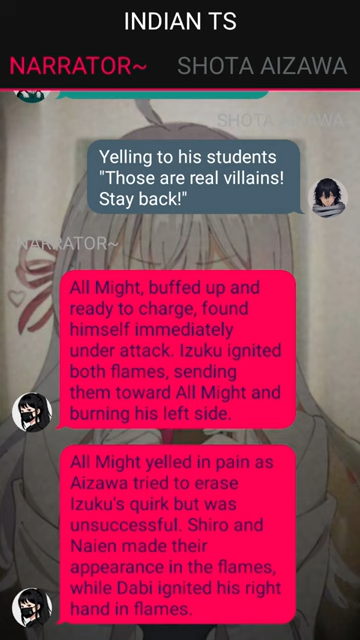 INDIAN TS
NARRATOR~ SHOTA AIZAWA
SHOTA AIZAWA
Yelling to his students
"Those are real villains!
Stay back!"
NARRATOR~
All Might, buffed up and
ready to charge, found
himself immediately
under attack. Izuku ignited
both flames, sending
them toward All Might and
burning his left side.
All Might yelled in pain as
Aizawa tried to erase
Izuku's quirk but was
unsuccessful. Shiro and
Naien made their
appearance in the flames,
while Dabi ignited his right
hand in flames.